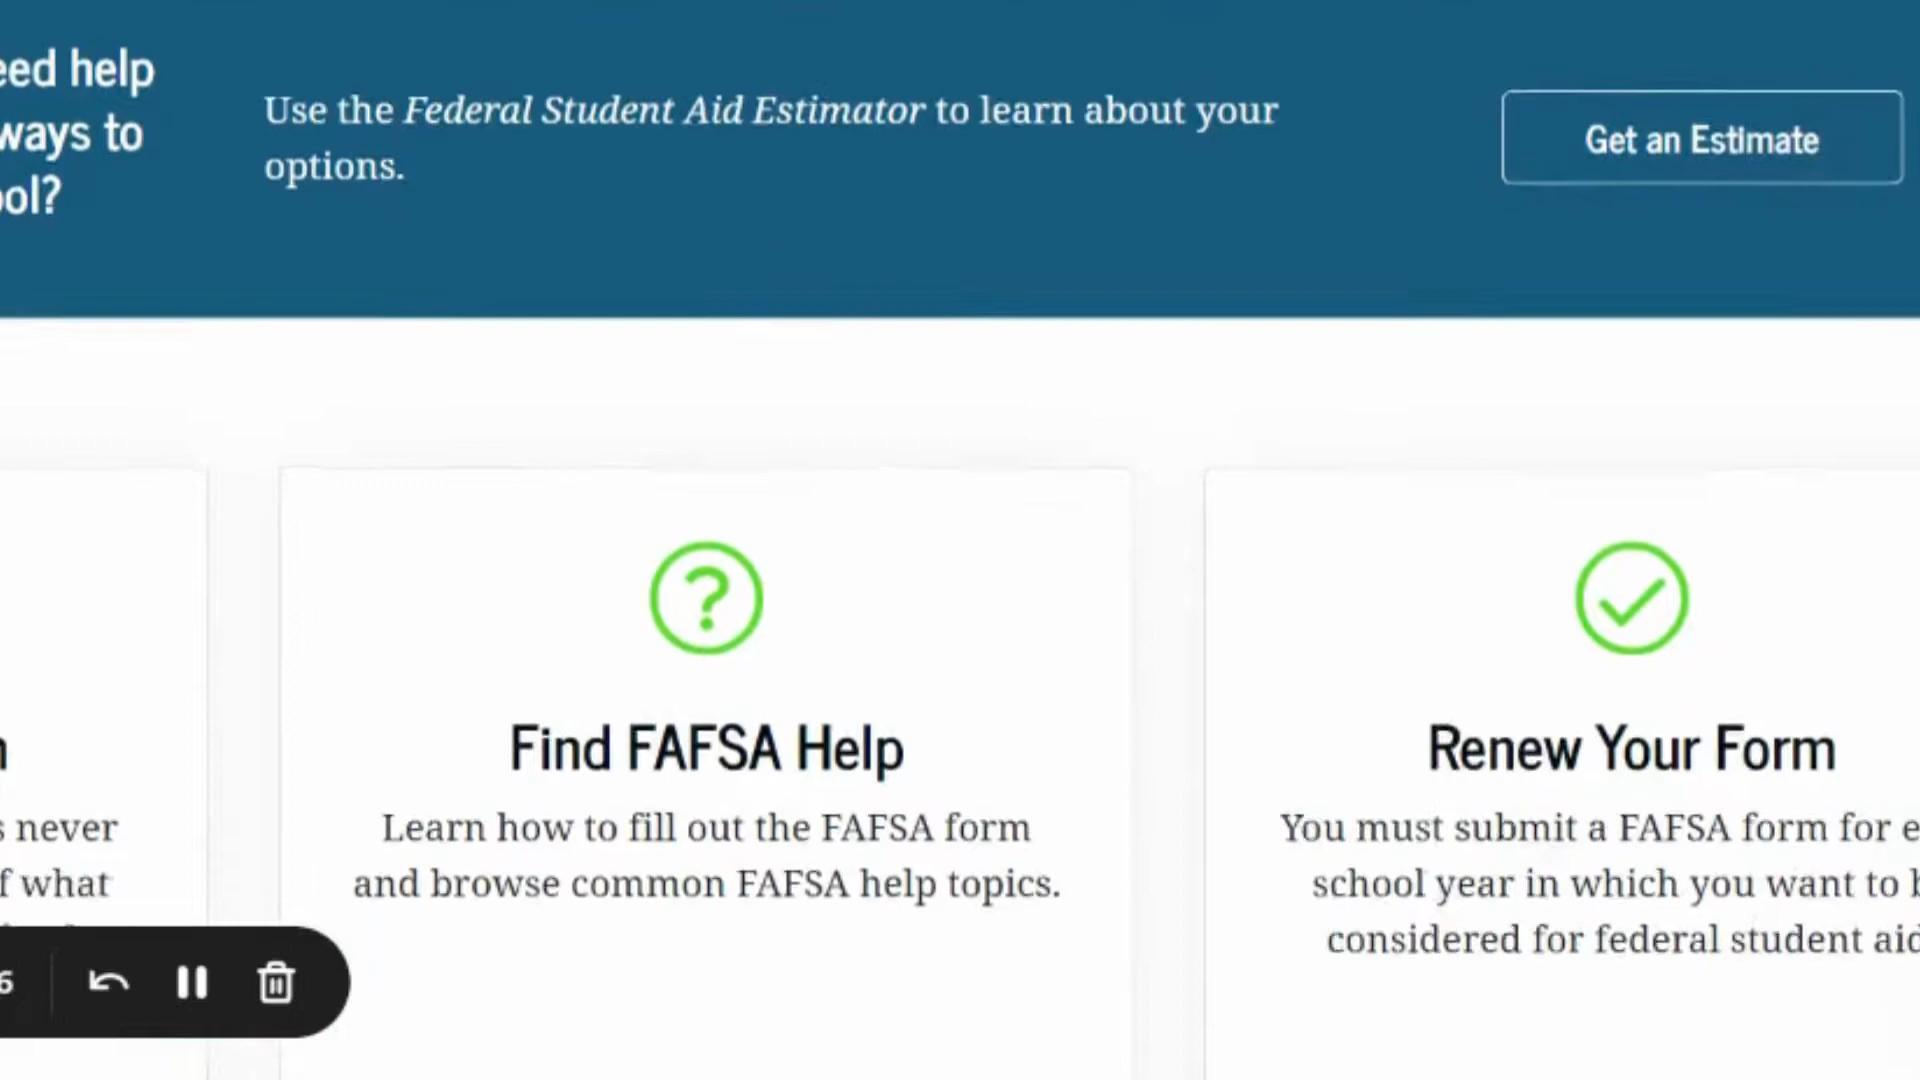 eed help
ways to
ool?
Use the Federal Student Aid Estimator to learn about your
options.
Get an Estimate
s never
f what
Find FAFSA Help
Learn how to fill out the FAFSA form
and browse common FAFSA help topics.
Renew Your Form
You must submit a FAFSA form for e
school year in which you want to b
considered for federal student aid
6